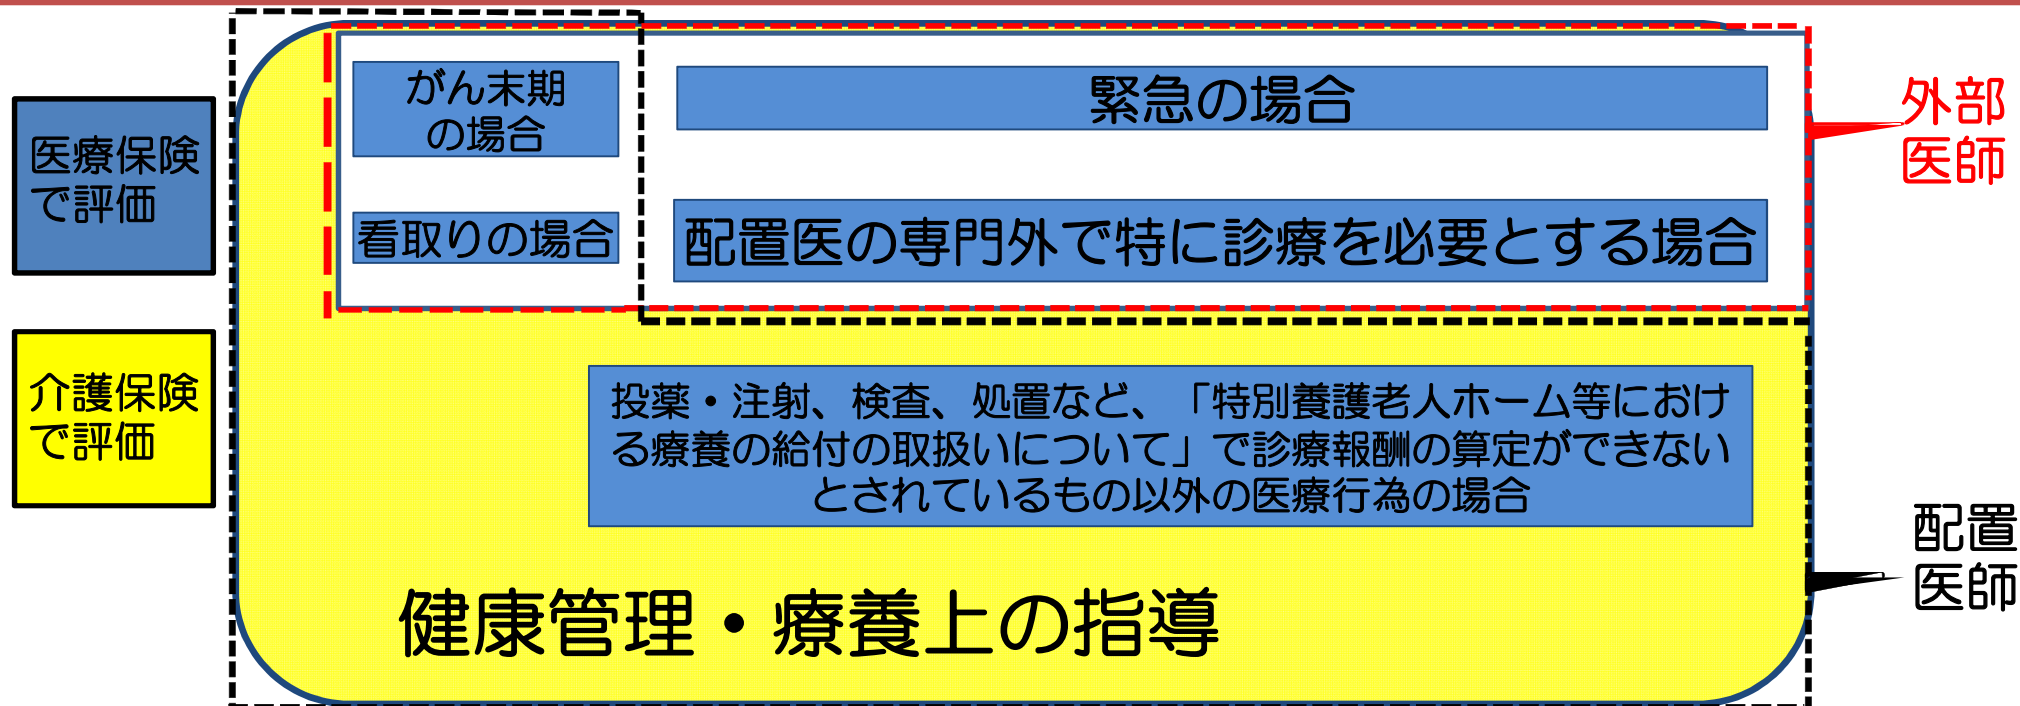 医療保険
で評価
介護保険
で評価
がん末期
の場合
看取りの場合
緊急の場合
配置医の専門外で特に診療を必要とする場合
投薬・注射、検査、処置など、「特別養護老人ホーム等におけ
る療養の給付の取扱いについて」で診療報酬の算定ができない
とされているもの以外の医療行為の場合
健康管理・療養上の指導
外部
医師
配置
医師